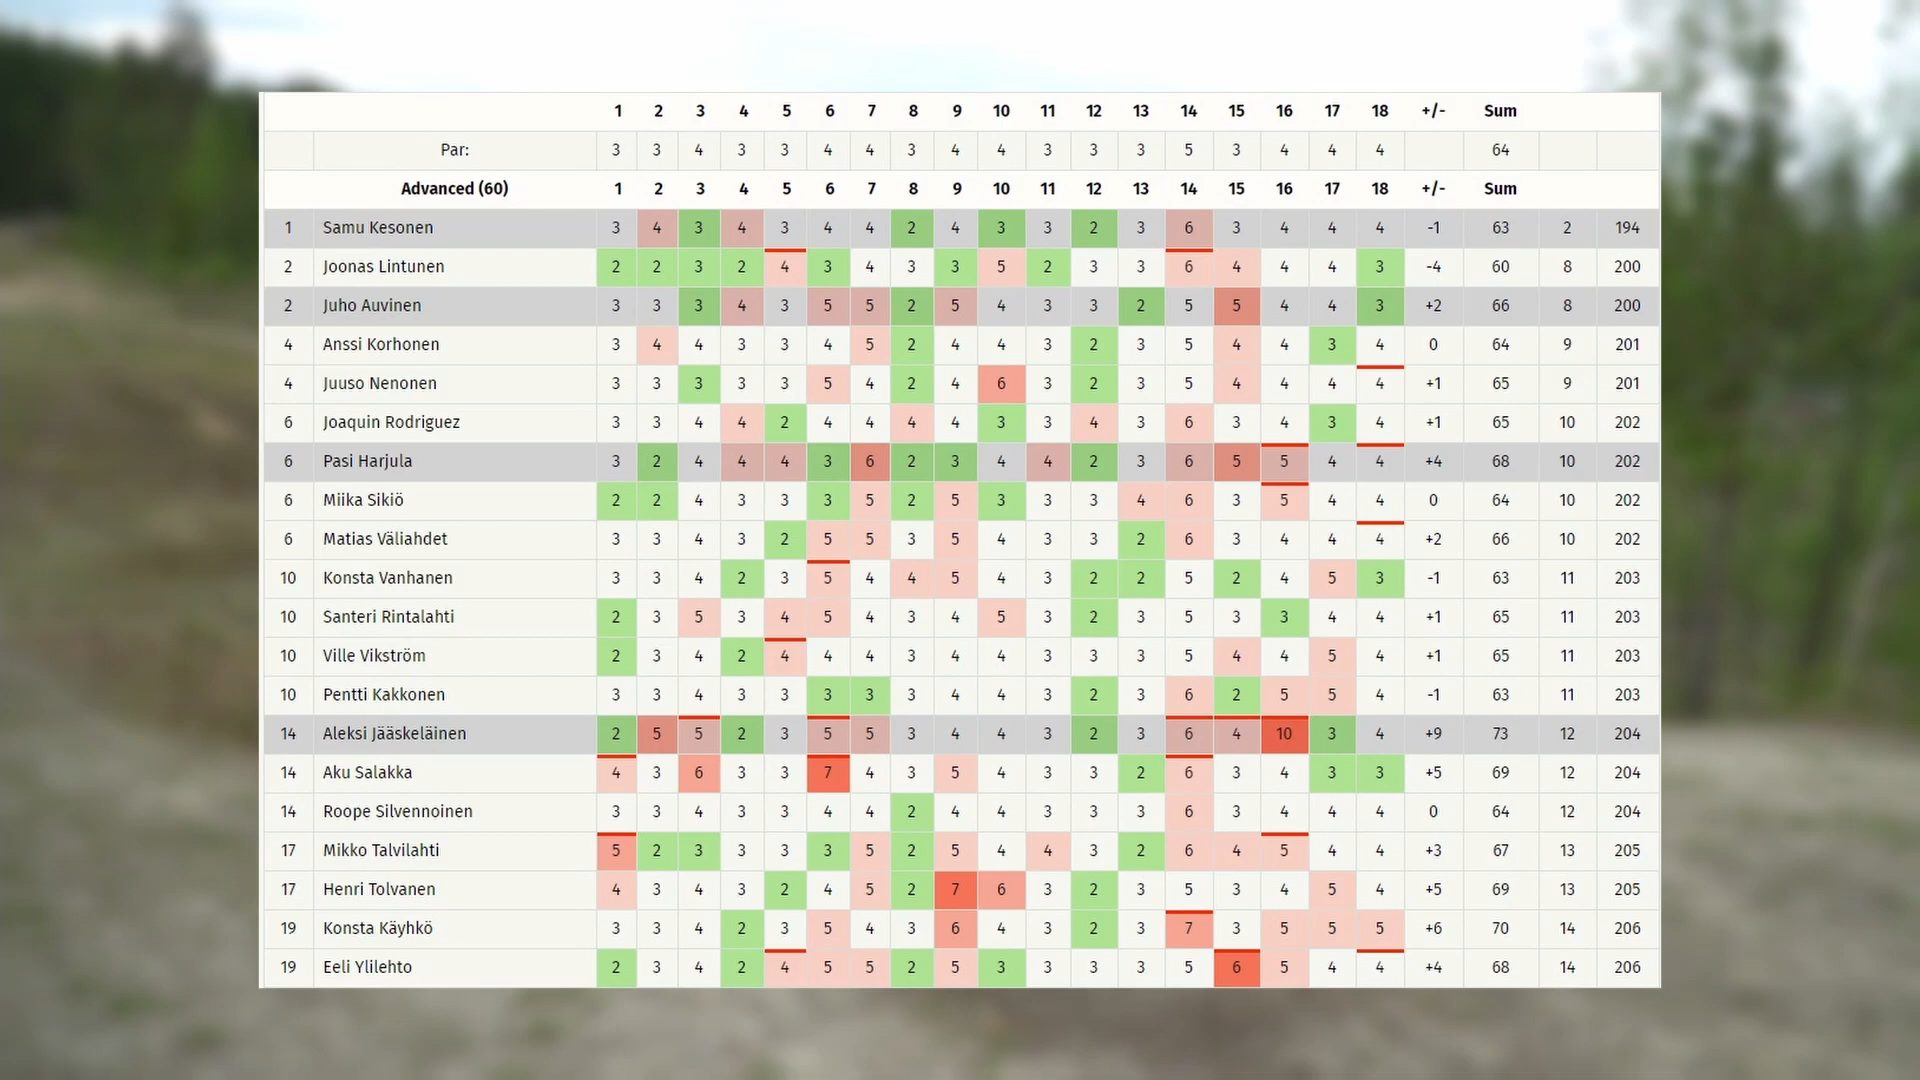 1 2 3 4 5 6 7 8 9 10 11 12 13 14 15 16 17 18 +/- Sum
Par: 3 3 4 3 3 4 4 3 4 4 3 3 3 5 3 4 4 4 64
Advanced (60) 1 2 3 4 5 6 7 8 9 10 11 12 13 14 15 16 17 18 +/- Sum
1 Samu Kesonen 3 4 3 4 3 4 4 2 4 3 3 2 3 6 3 4 4 4 -1 63 2 194
2 Joonas Lintunen 2 2 3 2 4 3 4 3 3 5 2 3 3 6 4 4 4 3 -4 60 8 200
2 Juho Auvinen 3 3 3 4 3 5 5 2 5 4 3 3 2 5 5 4 4 3 +2 66 8 200
4 Anssi Korhonen 3 4 4 3 3 4 5 2 4 4 3 2 3 5 4 4 3 4 0 64 9 201
4 Juuso Nenonen 3 3 3 3 3 5 4 2 4 6 3 2 3 5 4 4 4 4 +1 65 9 201
6 Joaquin Rodriguez 3 3 4 4 2 4 4 4 4 3 3 4 3 6 3 4 3 4 +1 65 10 202
6 Pasi Harjula 3 2 4 4 4 3 6 2 3 4 4 2 3 6 5 5 4 4 +4 68 10 202
6 Miika Sikiö 2 2 4 3 3 3 5 2 5 3 3 3 4 6 3 5 4 4 0 64 10 202
6 Matias Väliahdet 3 3 4 3 2 5 5 3 5 4 3 3 2 6 3 4 4 4 +2 66 10 202
10 Konsta Vanhanen 3 3 4 2 3 5 4 4 5 4 3 2 2 5 2 4 5 3 -1 63 11 203
10 Santeri Rintalahti 2 3 5 3 4 5 4 3 4 5 3 2 3 5 3 3 4 4 +1 65 11 203
10 Ville Vikström 2 3 4 2 4 4 4 3 4 4 3 3 3 5 4 4 5 4 +1 65 11 203
10 Pentti Kakkonen 3 3 4 3 3 3 3 3 4 4 3 2 3 6 2 5 5 4 -1 63 11 203
14 Aleksi Jääskeläinen 2 5 5 2 3 5 5 3 4 4 3 2 3 6 4 10 3 4 +9 73 12 204
14 Aku Salakka 4 3 6 3 3 7 4 3 5 4 3 3 2 6 3 4 3 3 +5 69 12 204
14 Roope Silvennoinen 3 3 4 3 3 4 4 2 4 4 3 3 3 6 3 4 4 4 0 64 12 204
17 Mikko Talvilahti 5 2 3 3 3 3 5 2 5 4 4 3 2 6 4 5 4 4 +3 67 13 205
17 Henri Tolvanen 4 3 4 3 2 4 5 2 7 6 3 2 3 5 3 4 5 4 +5 69 13 205
19 Konsta Käyhkö 3 3 4 2 3 5 4 3 6 4 3 2 3 7 3 5 5 5 +6 70 14 206
19 Eeli Ylilehto 2 3 4 2 4 5 5 2 5 3 3 3 3 5 6 5 4 4 +4 68 14 206